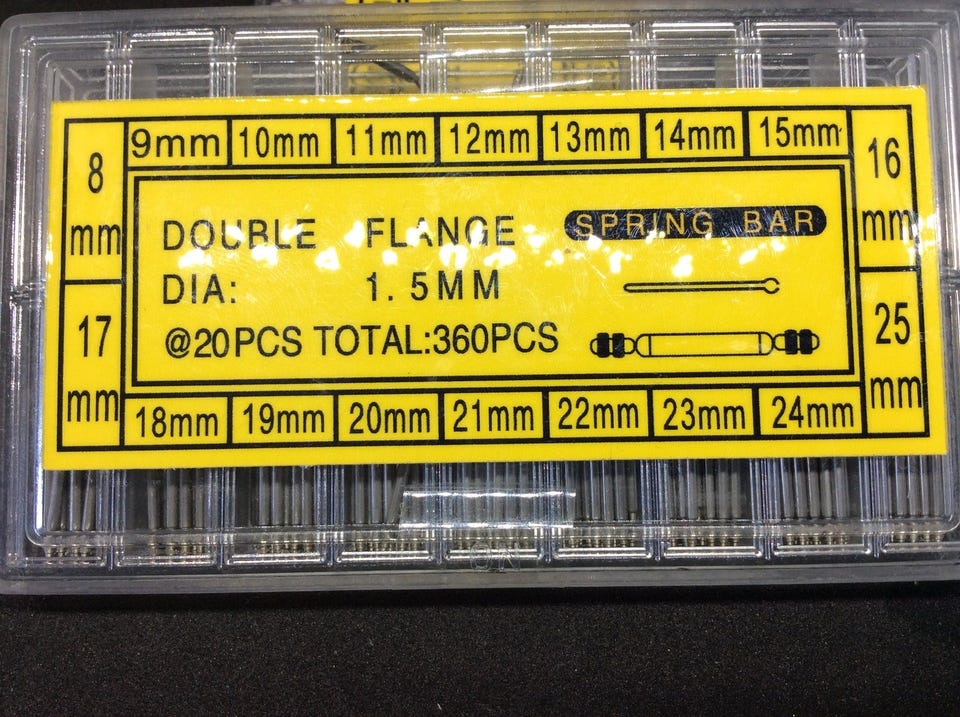 8 mm
9mm
10mm
11mm
12mm
13mm
14mm
15mm
16 mm
DOUBLE FLANGE SPRING BAR
DIA: 1.5MM
@20PCS TOTAL:360PCS
17 mm
18mm
19mm
20mm
21mm
22mm
23mm
24mm
25 mm